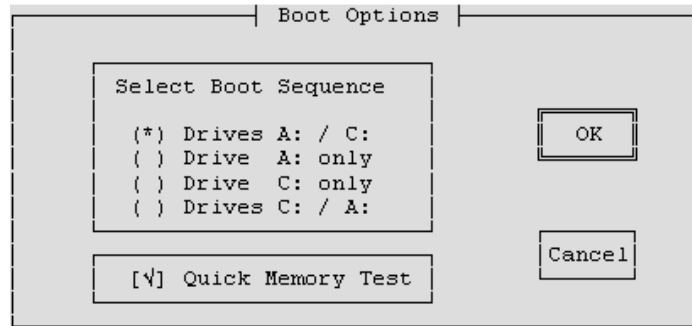 Boot Options
Select Boot Sequence
(*) Drives A: / C:
( ) Drive  A: only
( ) Drive  C: only
( ) Drives C: / A:
OK
Cancel
[√] Quick Memory Test